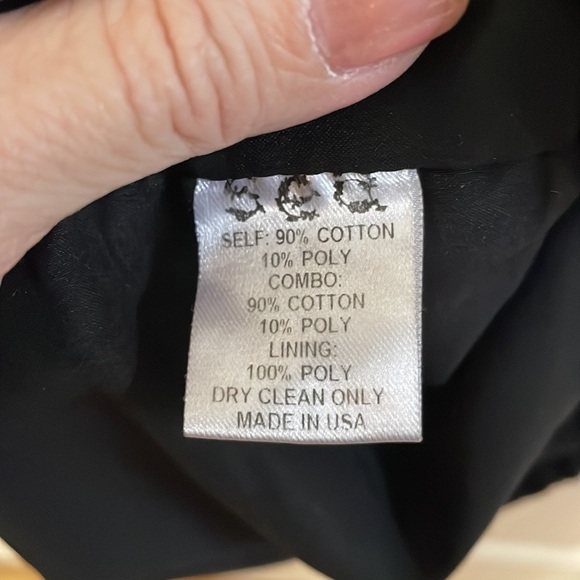 SELF: 90% COTTON
10% POLY
COMBO:
90% COTTON
10% POLY
LINING:
100% POLY
DRY CLEAN ONLY
MADE IN USA